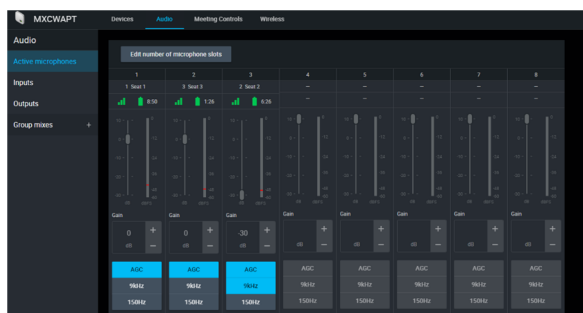 MXCWAPT
Devices Audio Meeting Controls Wireless
Audio
Active microphones
Inputs
Outputs
Group mixes +
Edit number of microphone slots
1 2 3 4 5 6 7 8
1 Seat 1 3 Seat 3 2 Seat 2 -- -- -- -- --
8:50 1:26 6:26 -- -- -- -- --
Gain Gain Gain Gain Gain Gain Gain Gain
0 + 0 + -30 + + + + + +
dB − dB − dB − dB − dB − dB − dB − dB −
AGC AGC AGC AGC AGC AGC AGC AGC
9kHz 9kHz 9kHz 9kHz 9kHz 9kHz 9kHz 9kHz
150Hz 150Hz 150Hz 150Hz 150Hz 150Hz 150Hz 150Hz